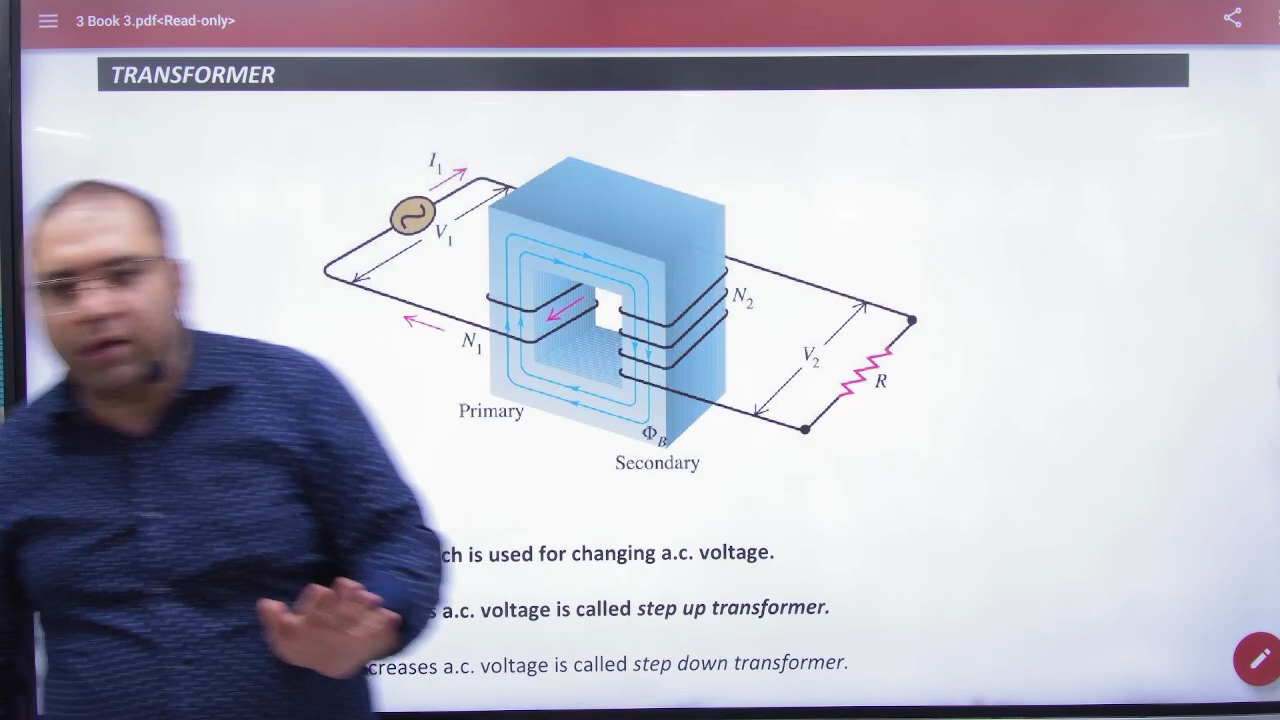 3 Book 3.pdf<Read-only>
TRANSFORMER
I1
V1
N1
N2
V2
R
Primary
ΦB
Secondary
ch is used for changing a.c. voltage.
s a.c. voltage is called step up transformer.
creases a.c. voltage is called step down transformer.